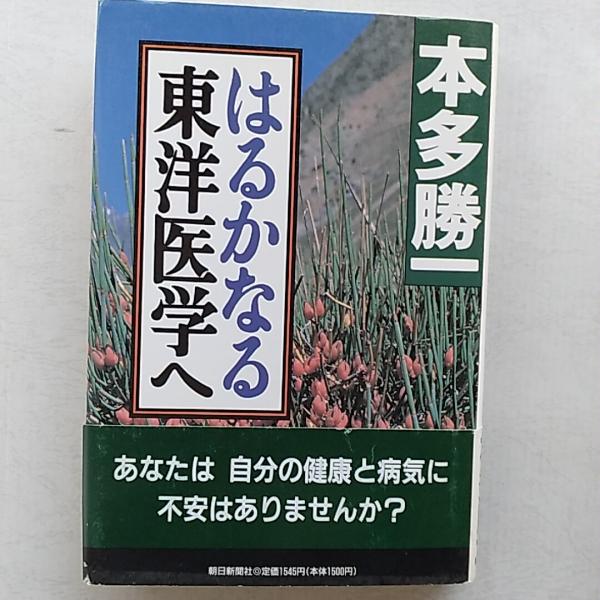 本多勝一
はるかなる
東洋医学へ
あなたは 自分の健康と病気に
不安はありませんか?
朝日新聞社◎定価1545円(本体1500円)